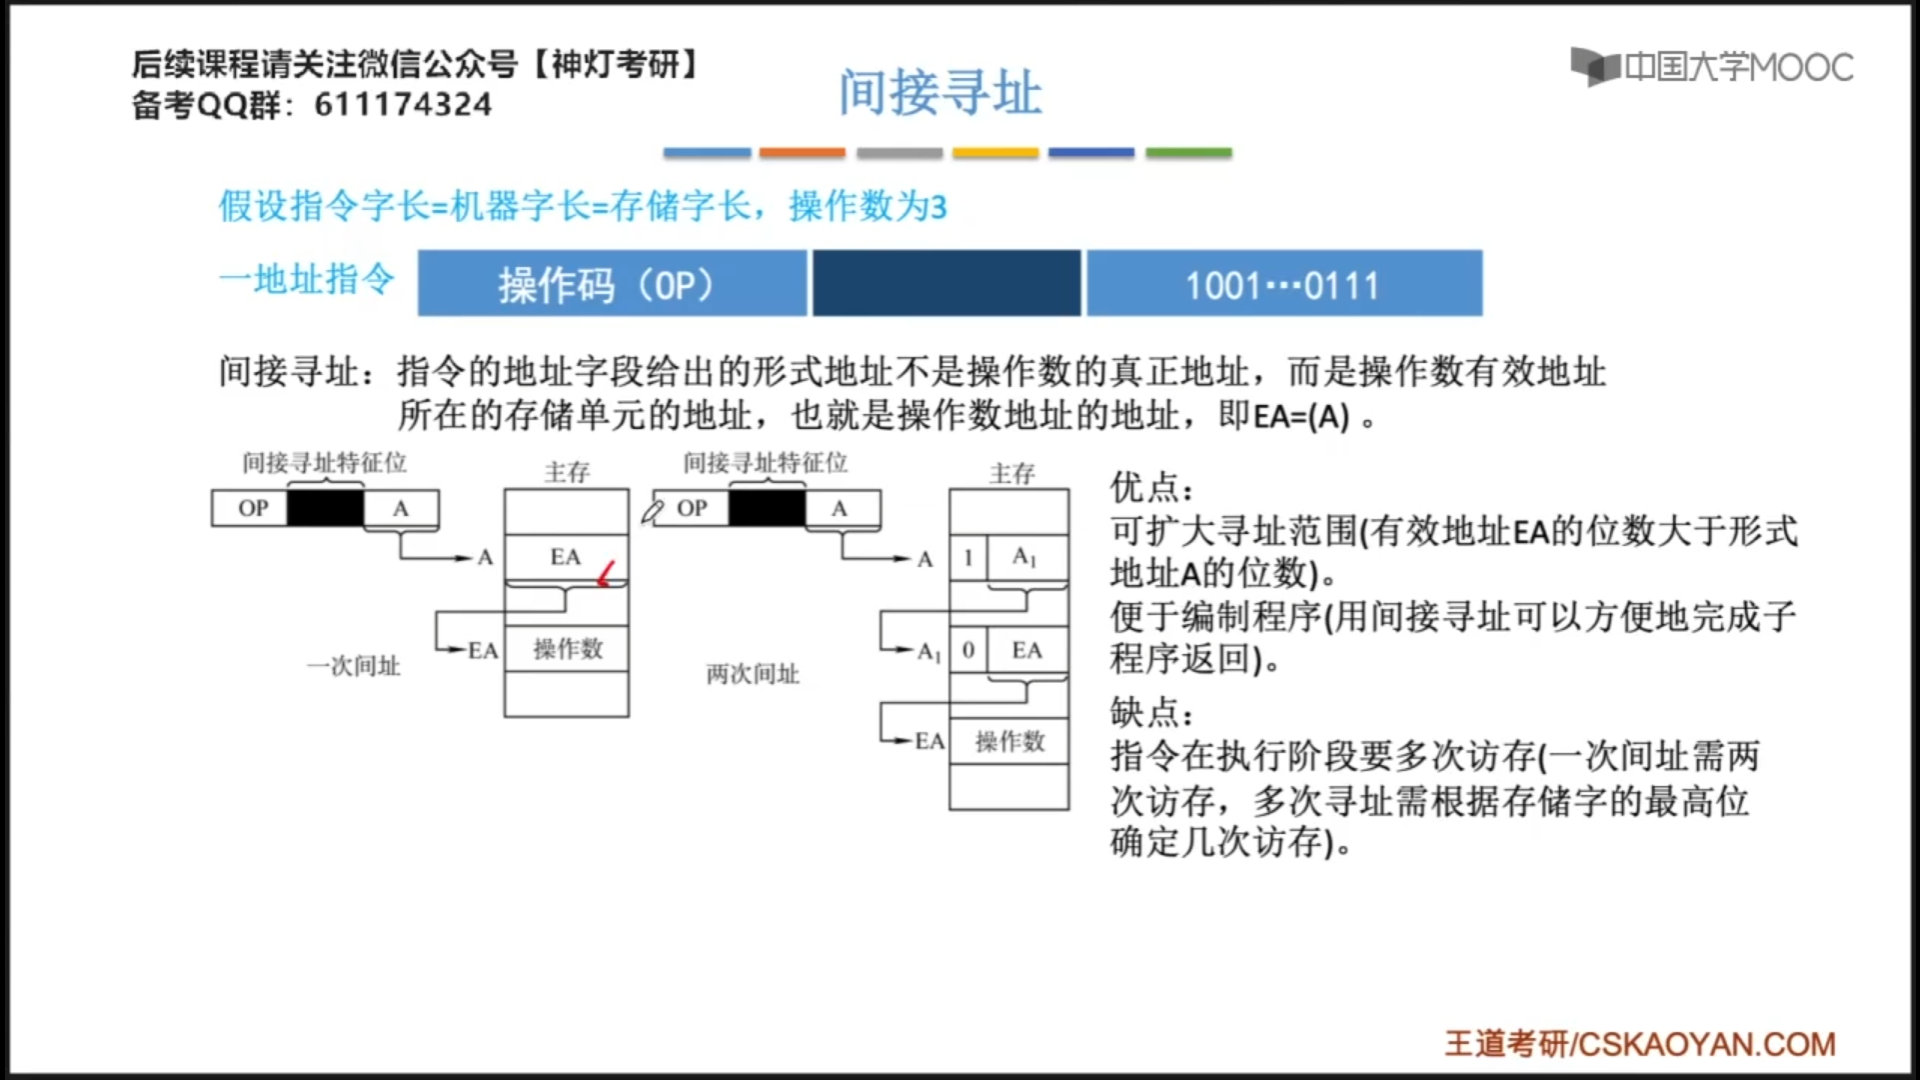 后续课程请关注微信公众号【神灯考研】
备考QQ群：611174324
中国大学MOOC
间接寻址
假设指令字长=机器字长=存储字长，操作数为3
一地址指令 操作码（OP） 1001…0111
间接寻址：指令的地址字段给出的形式地址不是操作数的真正地址，而是操作数有效地址
所在的存储单元的地址，也就是操作数地址的地址，即EA=(A) 。
间接寻址特征位
主存
OP A
A EA
EA 操作数
一次间址
间接寻址特征位
主存
OP A
A 1 A₁
A₁ 0 EA
EA 操作数
两次间址
优点：
可扩大寻址范围(有效地址EA的位数大于形式
地址A的位数)。
便于编制程序(用间接寻址可以方便地完成子
程序返回)。
缺点：
指令在执行阶段要多次访存(一次间址需两
次访存，多次寻址需根据存储字的最高位
确定几次访存)。
王道考研/CSKAOYAN.COM